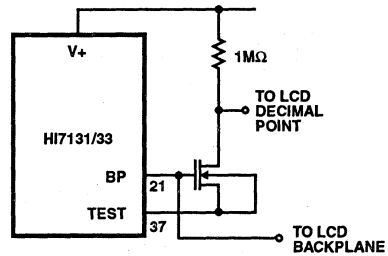 V+
1MΩ
TO LCD
DECIMAL
POINT
HI7131/33
BP
21
TEST
37
TO LCD
BACKPLANE